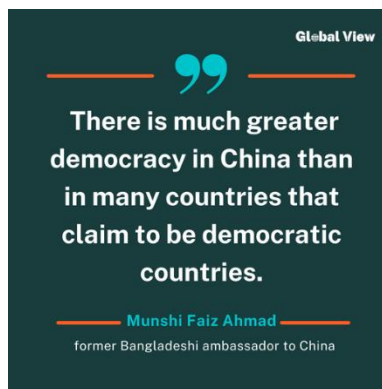 Global View
There is much greater
democracy in China than
in many countries that
claim to be democratic
countries.
Munshi Faiz Ahmad
former Bangladeshi ambassador to China